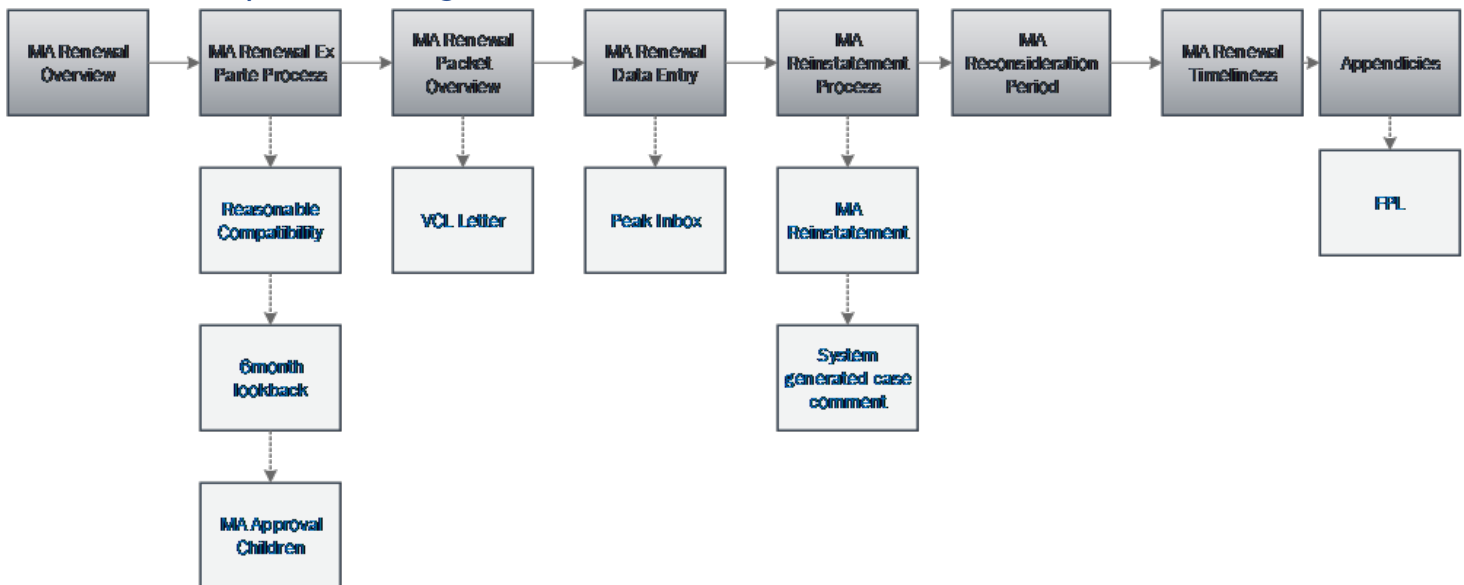 MA Renewal
Overview
MA Renewal Ex
Parte Process
MA Renewal
Packet
Overview
MA Renewal
Data Entry
MA
Reinstatement
Process
MA
Reconsideration
Period
MA Renewal
Timeliness
Appendicies
Reasonable
Compatibility
VCL Letter
Peak Inbox
MA
Reinstatement
FPL
6month
lookback
System
generated case
comment
MA Approval
Children